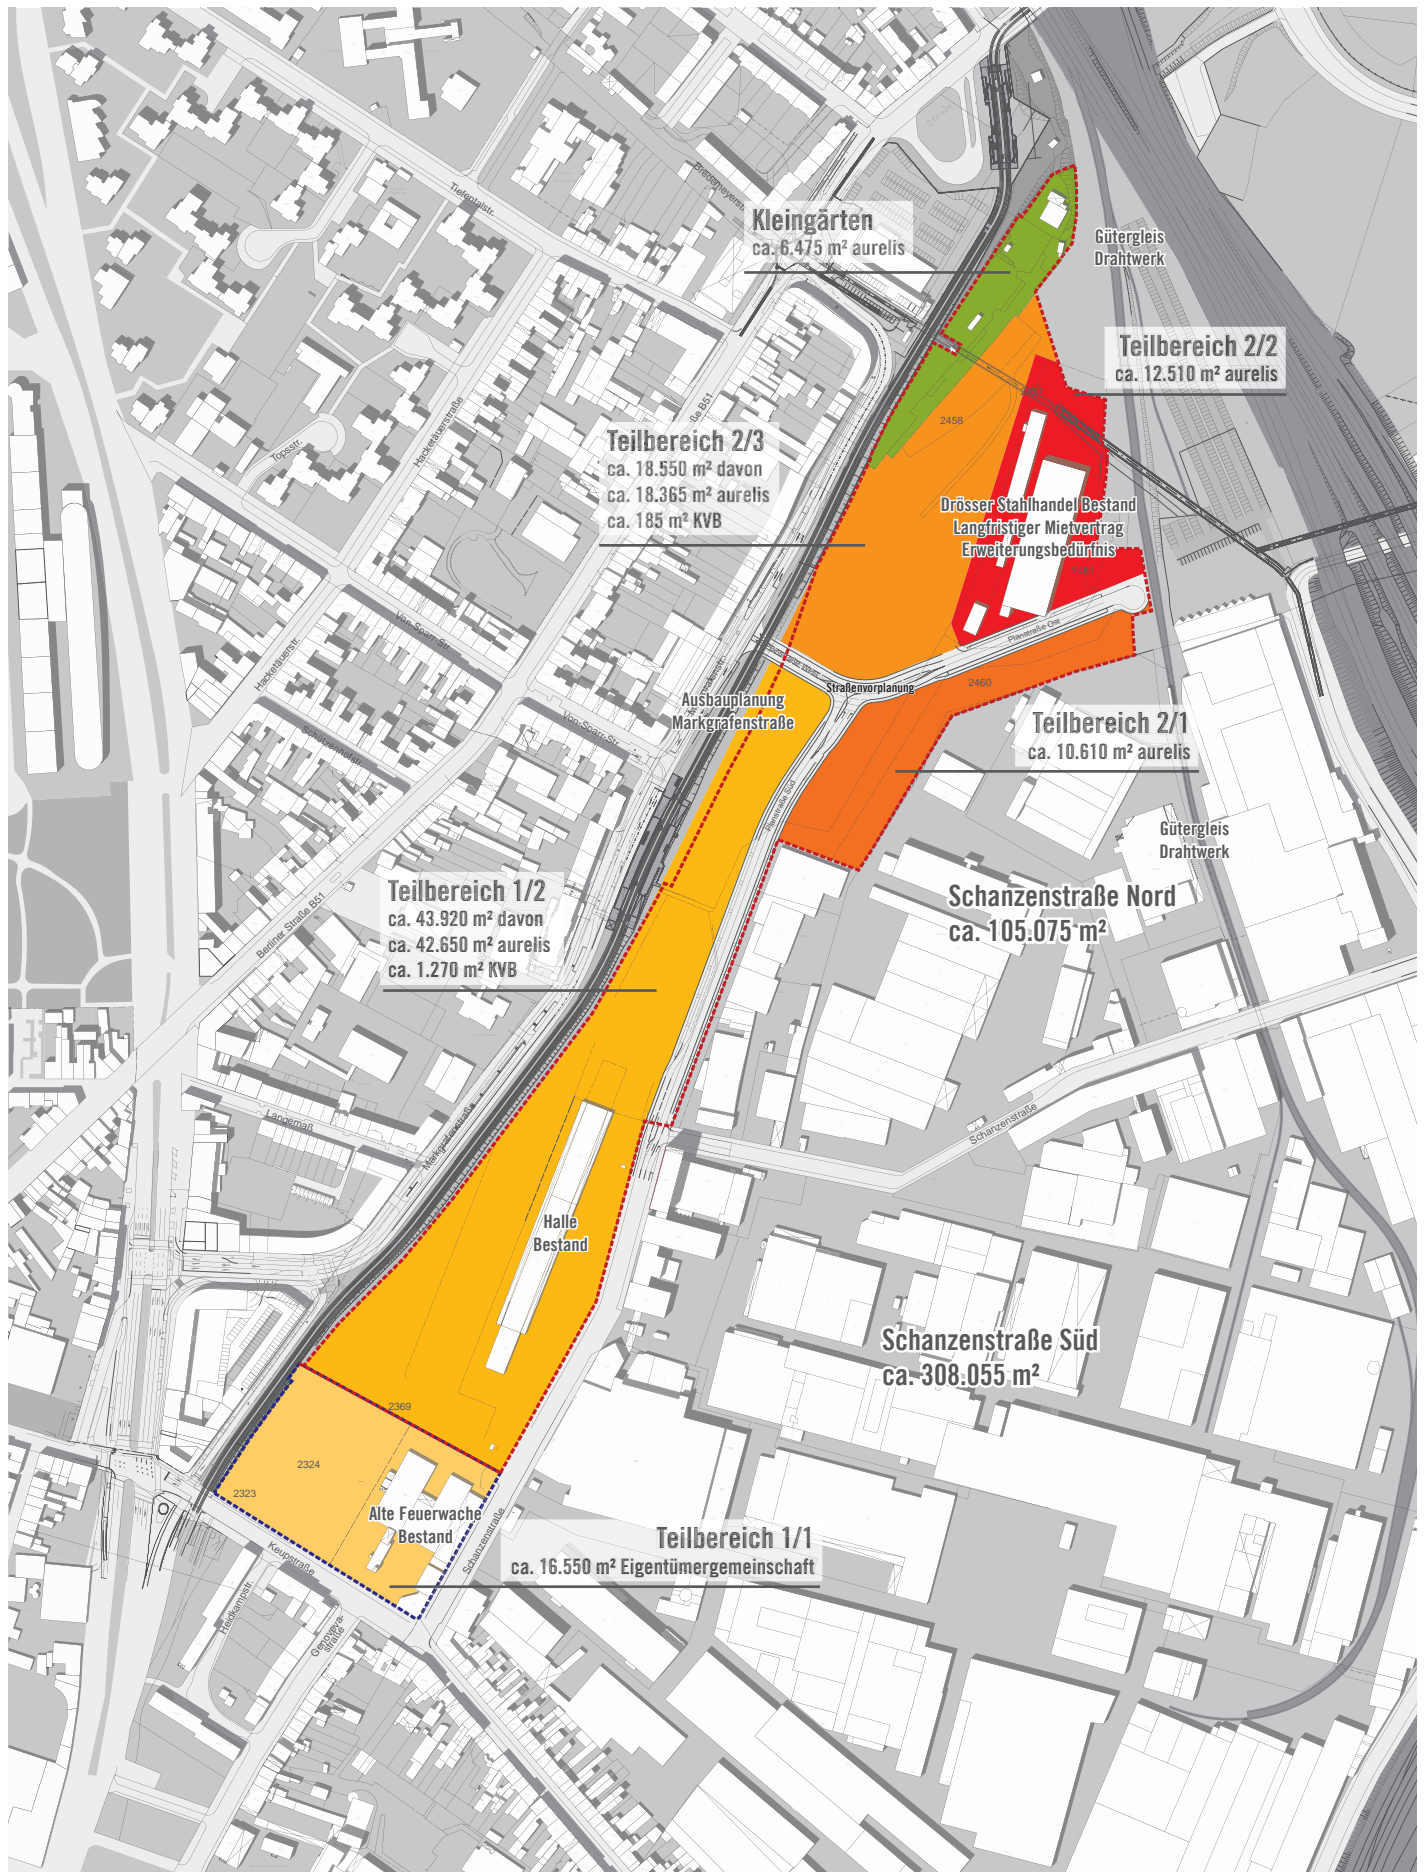 Tiefentalstr.
Kleingärten
ca. 6.475 m² aurelis
Gütergleis
Drahtwerk
Teilbereich 2/2
ca. 12.510 m² aurelis
Hacketäuerstraße
Topsstr.
Teilbereich 2/3
ca. 18.550 m² davon
ca. 18.365 m² aurelis
ca. 185 m² KVB
2458
Drösser Stahlhandel Bestand
Langfristiger Mietvertrag
Erweiterungsbedürfnis
Planstraße Ost
Von-Sparr-Str.
Hacketäuerstr.
Straßenvorplanung
2460
Ausbauplanung
Markgrafenstraße
Von-Sparr-Str.
Schützenhofstr.
Teilbereich 2/1
ca. 10.610 m² aurelis
Planstraße Süd
Gütergleis
Drahtwerk
Teilbereich 1/2
ca. 43.920 m² davon
ca. 42.650 m² aurelis
ca. 1.270 m² KVB
Schanzenstraße Nord
ca. 105.075 m²
Berliner Straße B51
Langemaß
Markgrafenstraße
Schanzenstraße
Halle
Bestand
Schanzenstraße Süd
ca. 308.055 m²
2369
2324
2323
Alte Feuerwache
Bestand
Schanzenstraße
Keupstraße
Teilbereich 1/1
ca. 16.550 m² Eigentümergemeinschaft
Heidkampstr.
Genoveva-
straße